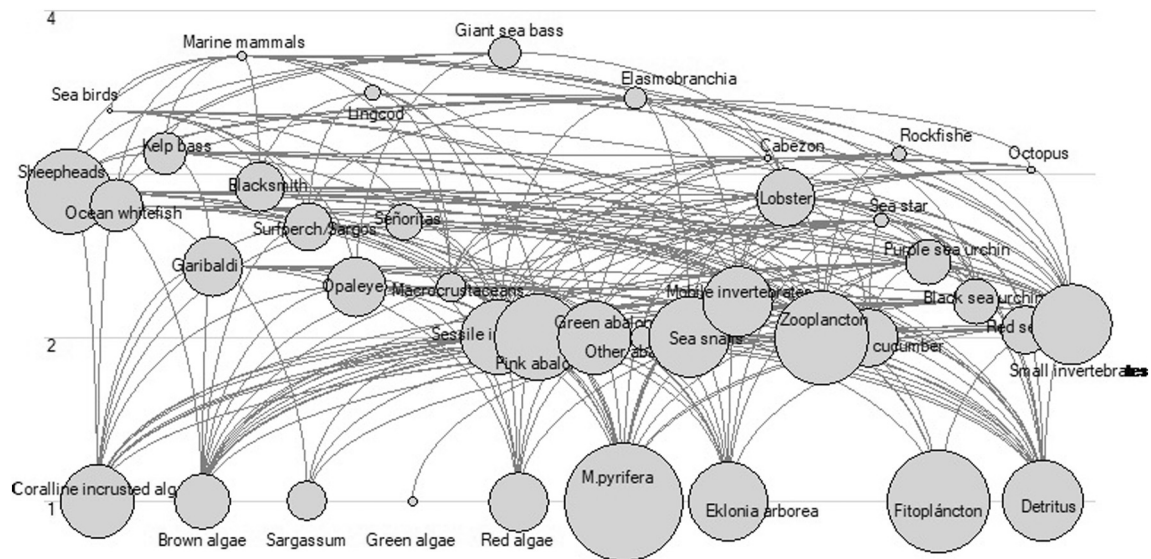 4
Giant sea bass
Marine mammals
Elasmobranchia
Sea birds
Lingcod
Rockfishe
Kelp bass
Cabezon
Octopus
Sheepheads
Blacksmith
Lobster
Ocean whitefish
Señoritas
Sea star
Surfperch/Sargos
Purple sea urchin
Garibaldi
Opaleye
Macrocrustaceans
Mobile invertebrates
Black sea urchin
Zooplancton
Green abalo
Sessile i
Red se
2
Sea snails
Other aba
cucumber
Pink abalo
Small invertebrates
M.pyrifera
Coralline incrusted alg
1
Eklonia arborea
Fitopláncton
Detritus
Brown algae
Sargassum
Green algae
Red algae